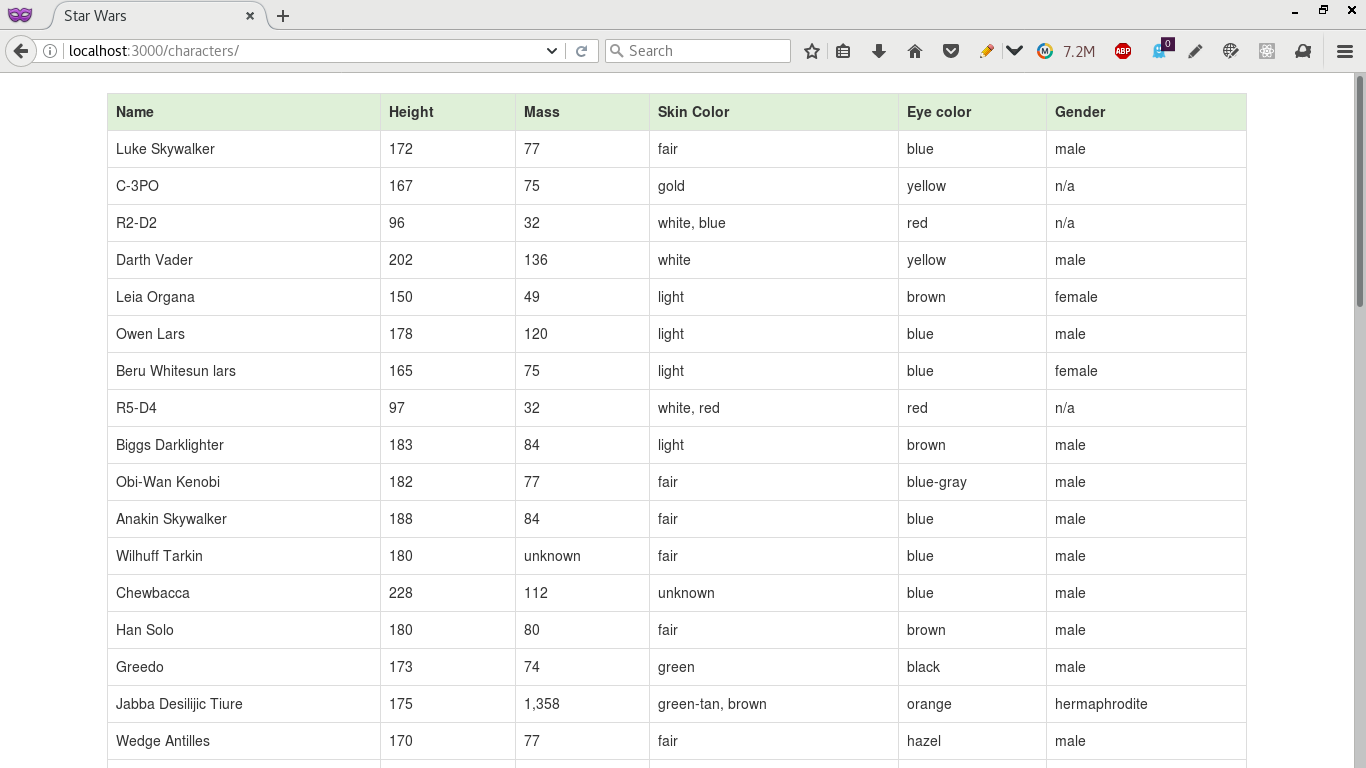 Star Wars
localhost:3000/characters/ Search 7.2M ABP 0
Name Height Mass Skin Color Eye color Gender
Luke Skywalker 172 77 fair blue male
C-3PO 167 75 gold yellow n/a
R2-D2 96 32 white, blue red n/a
Darth Vader 202 136 white yellow male
Leia Organa 150 49 light brown female
Owen Lars 178 120 light blue male
Beru Whitesun lars 165 75 light blue female
R5-D4 97 32 white, red red n/a
Biggs Darklighter 183 84 light brown male
Obi-Wan Kenobi 182 77 fair blue-gray male
Anakin Skywalker 188 84 fair blue male
Wilhuff Tarkin 180 unknown fair blue male
Chewbacca 228 112 unknown blue male
Han Solo 180 80 fair brown male
Greedo 173 74 green black male
Jabba Desilijic Tiure 175 1,358 green-tan, brown orange hermaphrodite
Wedge Antilles 170 77 fair hazel male